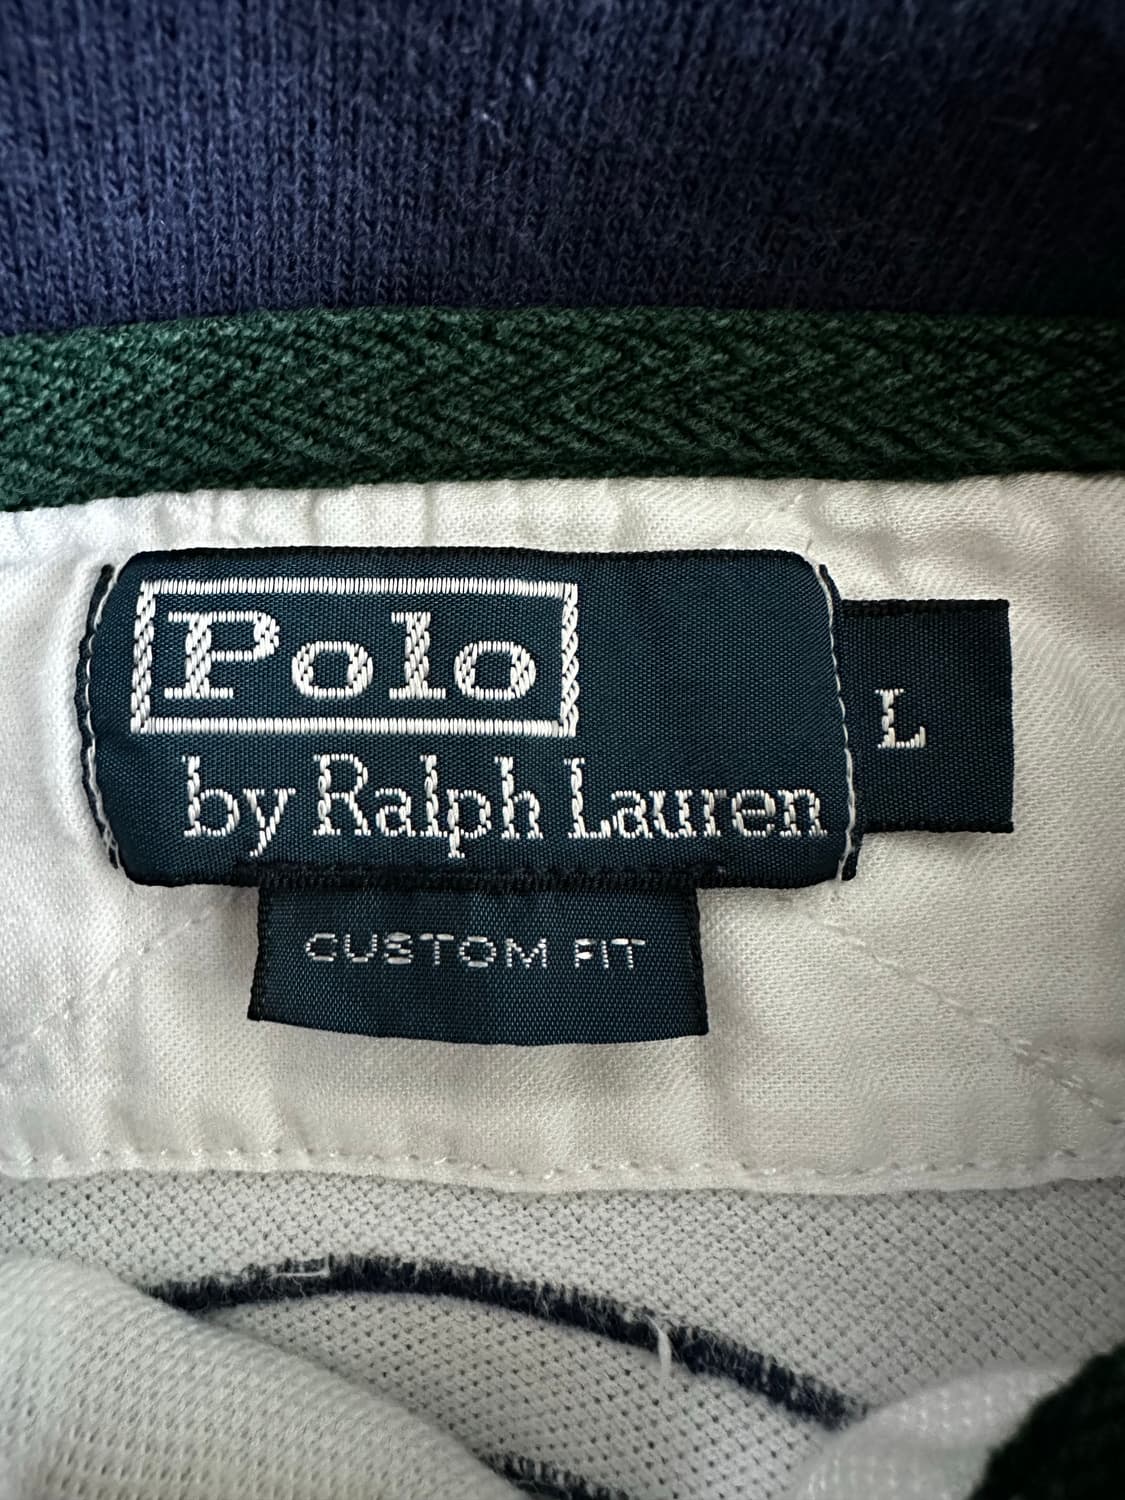 Polo
by Ralph Lauren
L
CUSTOM FIT